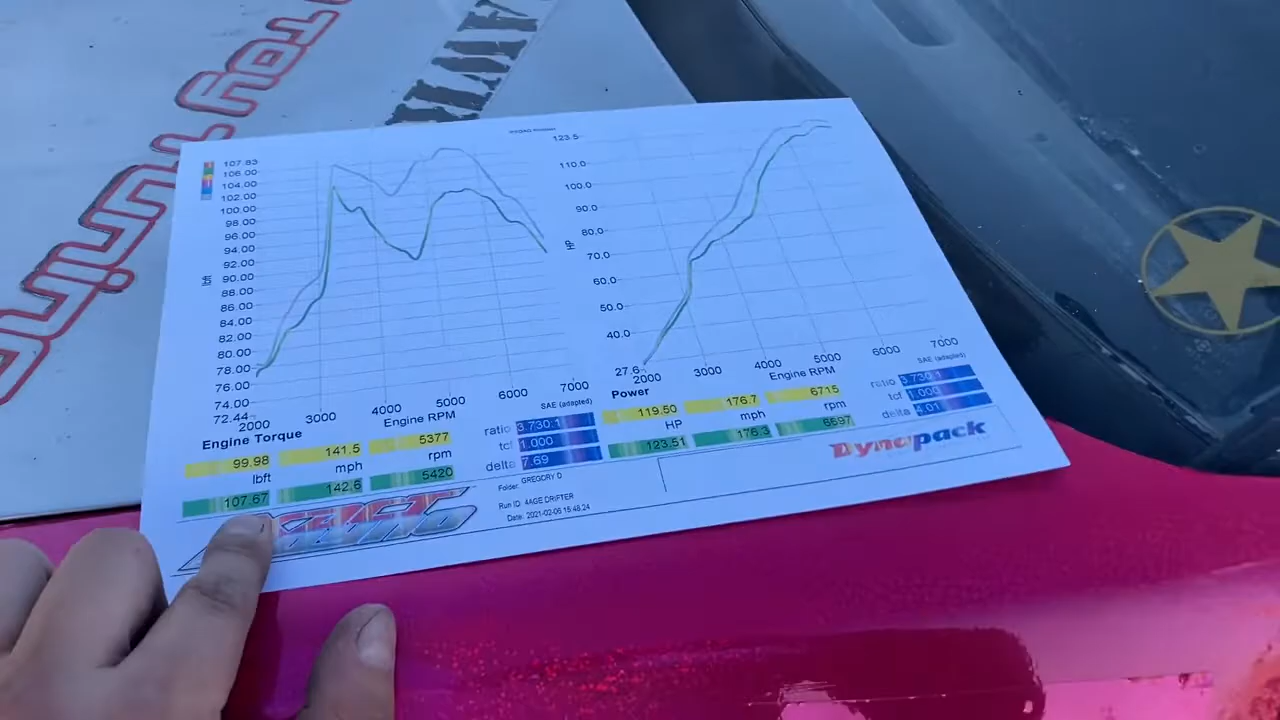 107.83
106.00
104.00
102.00
100.00
98.00
96.00
94.00
92.00
90.00
88.00
86.00
84.00
82.00
80.00
78.00
76.00
74.00
72.44
2000 3000 4000 5000 6000 7000
Engine RPM
Engine Torque
SAE (adapted)
99.98 141.5 5377
lbft mph rpm
107.67 142.6 5420
ratio 3.730:1
tcf 1.000
delta 7.69
123.5
110.0
100.0
90.0
80.0
70.0
60.0
50.0
40.0
27.6
HP
2000 3000 4000 5000 6000 7000
Engine RPM
Power
SAE (adapted)
119.50 176.7 6715
HP mph rpm
123.51 176.3 6597
ratio 3.730:1
tcf 1.000
delta 4.01
Folder: GREGORY D
Run ID: 4AGE DRIFTER
Date: 2021-02-06 15:48:24
Dynapack